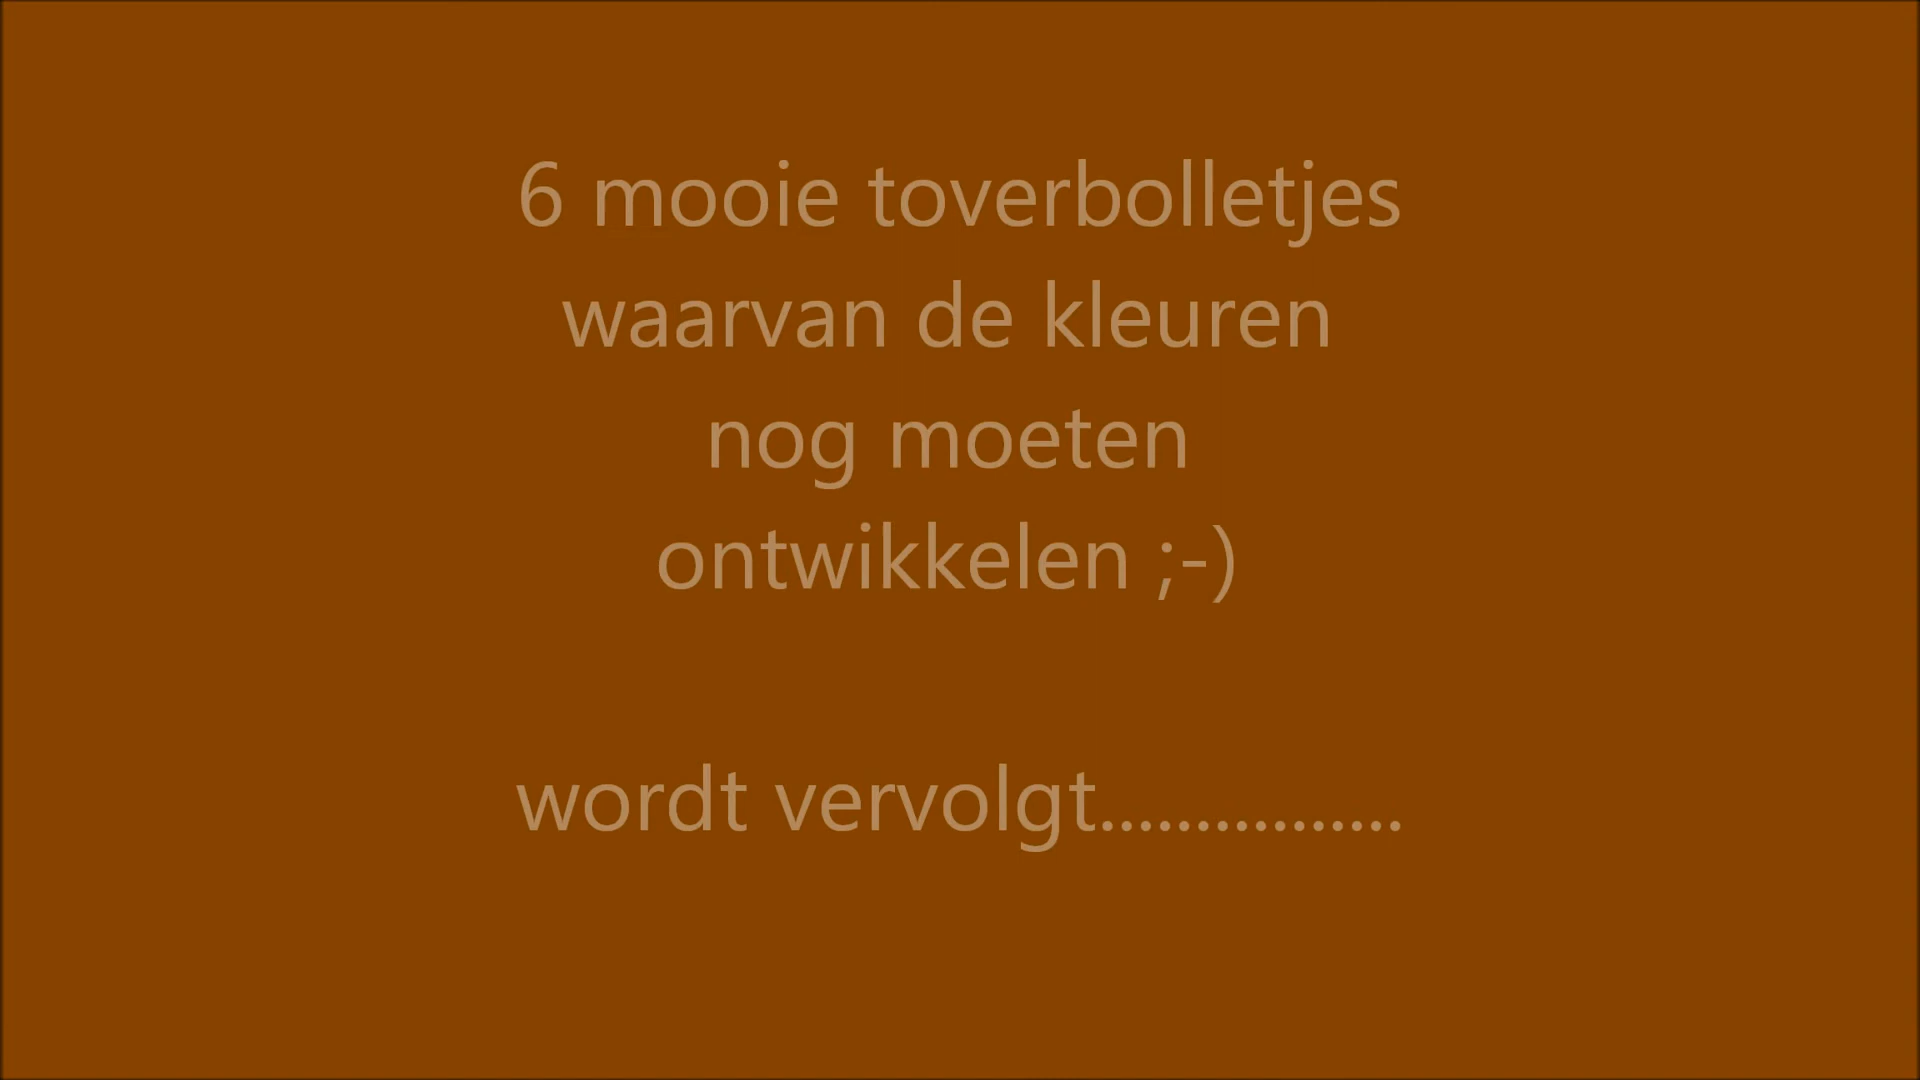 6 mooie toverbolletjes
waarvan de kleuren
nog moeten
ontwikkelen ;-)
wordt vervolgt................